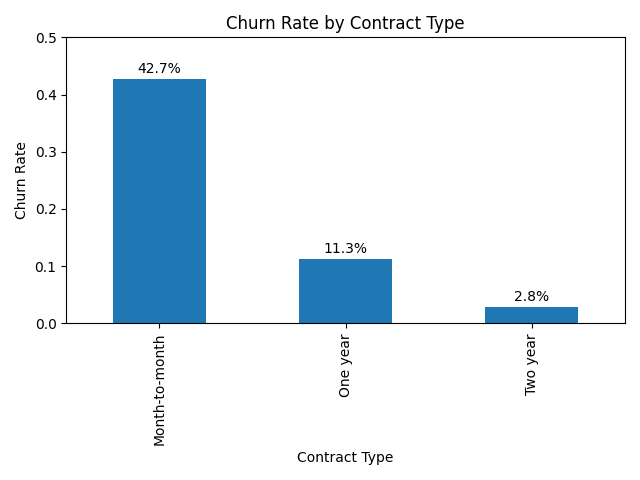 Churn Rate by Contract Type
0.5
0.4
0.3
0.2
0.1
0.0
Churn Rate
42.7%
11.3%
2.8%
Month-to-month
One year
Two year
Contract Type